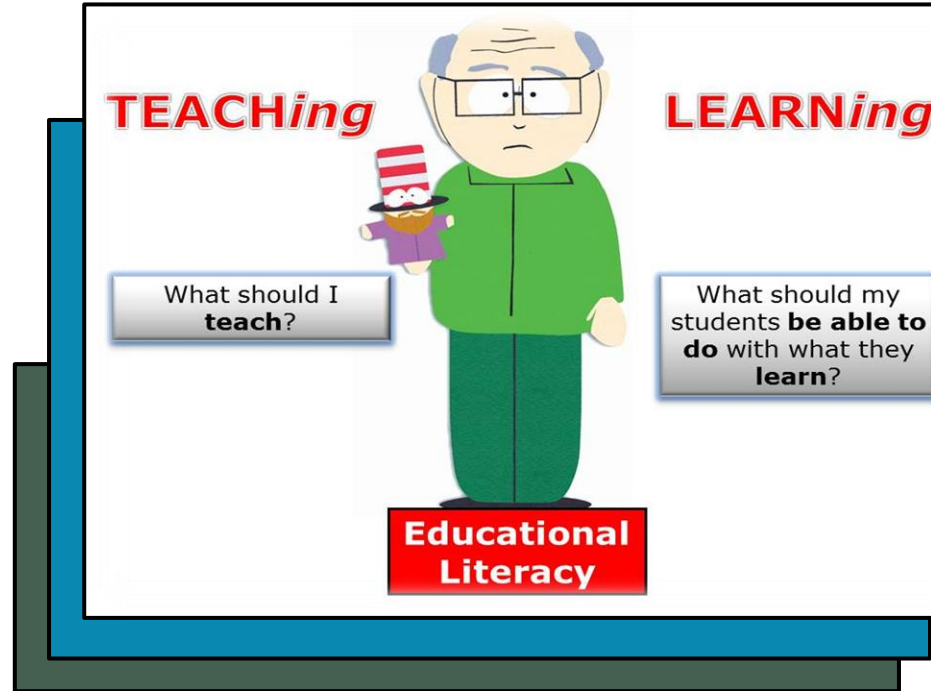 TEACHing
LEARNing
What should I
teach?
What should my
students be able to
do with what they
learn?
Educational
Literacy